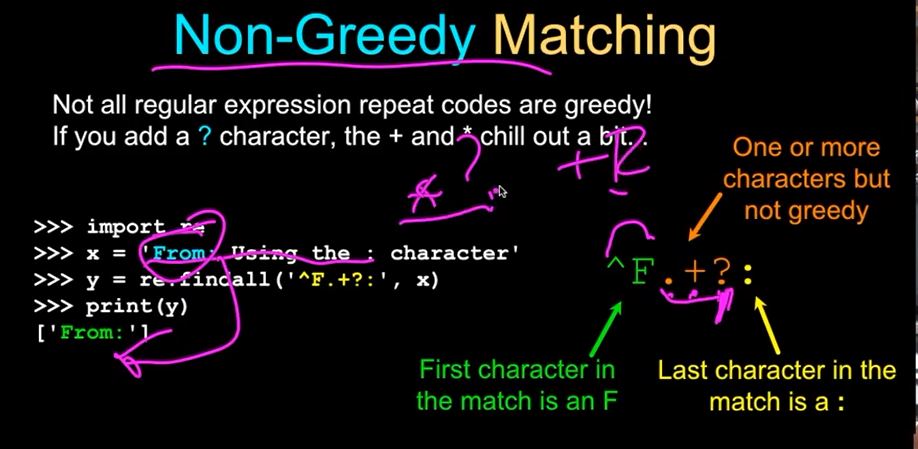 Non-Greedy Matching
Not all regular expression repeat codes are greedy!
If you add a ? character, the + and * chill out a bit...
One or more
characters but
not greedy
>>> import re
>>> x = 'From: Using the : character'
>>> y = re.findall('^F.+?:', x)
>>> print(y)
['From:']
* ?
^F.+?:
First character in
the match is an F
Last character in the
match is a :